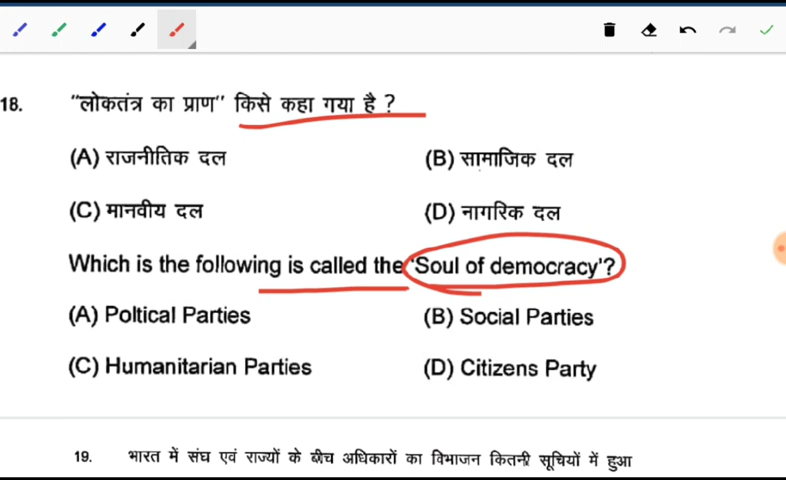 18. "लोकतंत्र का प्राण" किसे कहा गया है ?
(A) राजनीतिक दल (B) सामाजिक दल
(C) मानवीय दल (D) नागरिक दल
Which is the following is called the 'Soul of democracy'?
(A) Poltical Parties (B) Social Parties
(C) Humanitarian Parties (D) Citizens Party
19. भारत में संघ एवं राज्यों के बीच अधिकारों का विभाजन कितनी सूचियों में हुआ